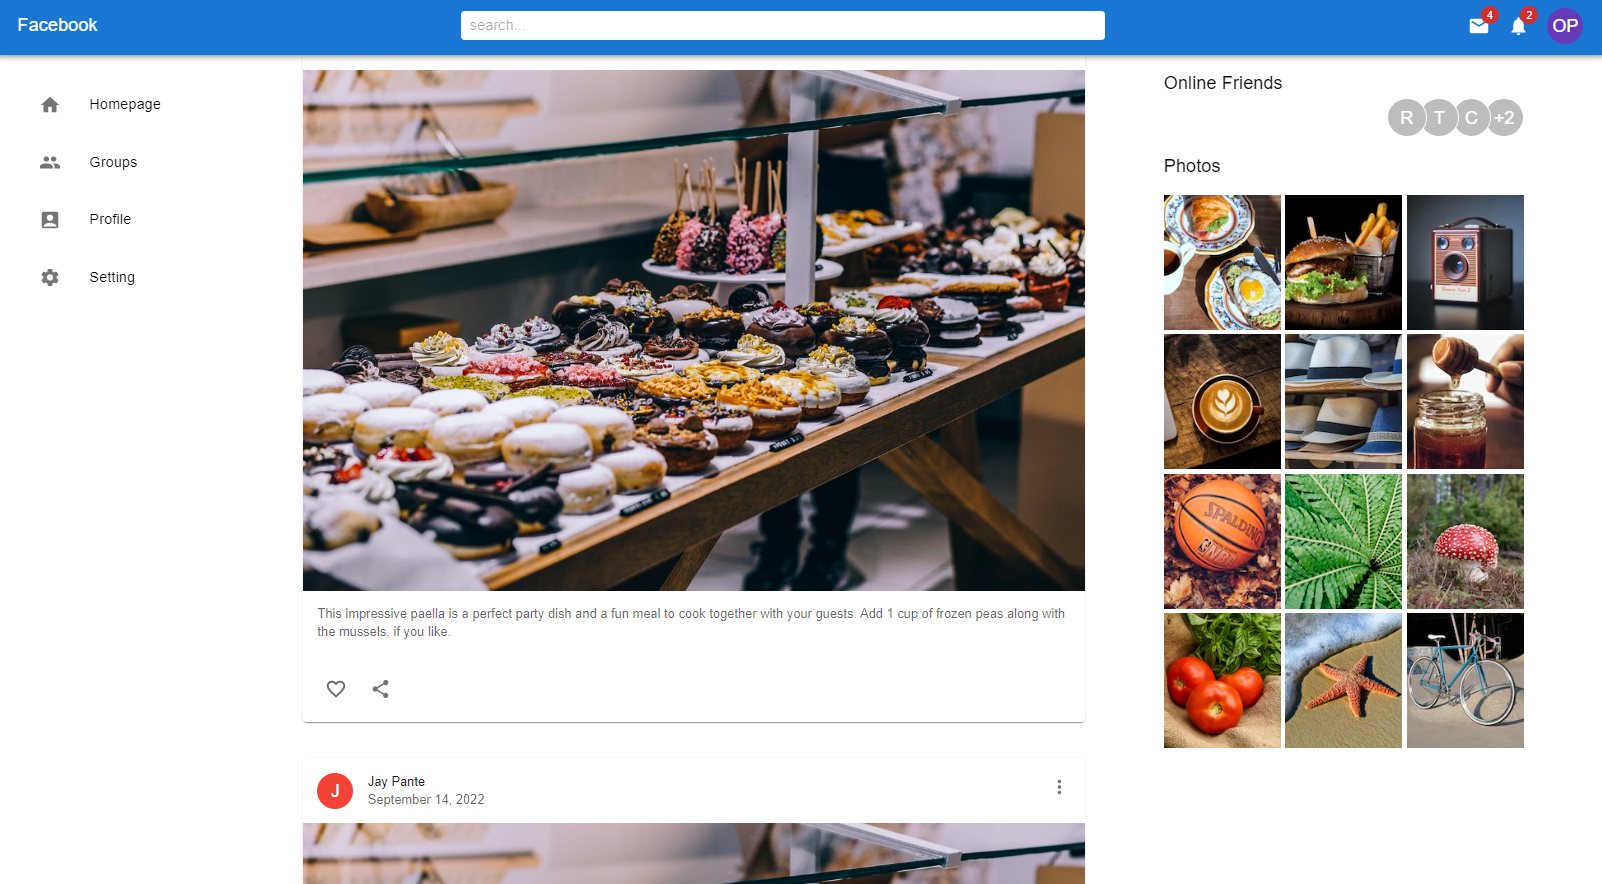 Facebook
search...
4
2
OP
Homepage
Groups
Profile
Setting
This impressive paella is a perfect party dish and a fun meal to cook together with your guests. Add 1 cup of frozen peas along with
the mussels, if you like.
J
Jay Pante
September 14, 2022
Online Friends
R
T
C
+2
Photos
SPALDING